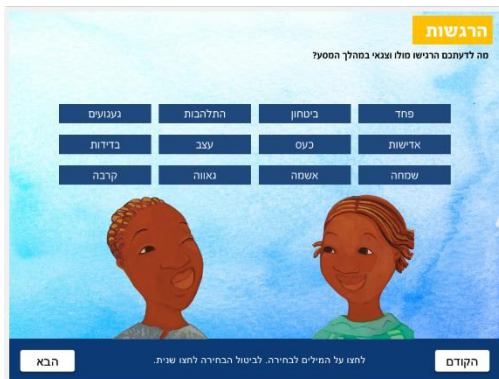 הרגשות
מה לדעתכם הרגישו מולו וצגאי במהלך המסע?
פחד ביטחון התלהבות געגועים
אדישות כעס עצב בדידות
שמחה אשמה גאווה קרבה
הקודם לחצו על המילים לבחירה. לביטול הבחירה לחצו שנית. הבא